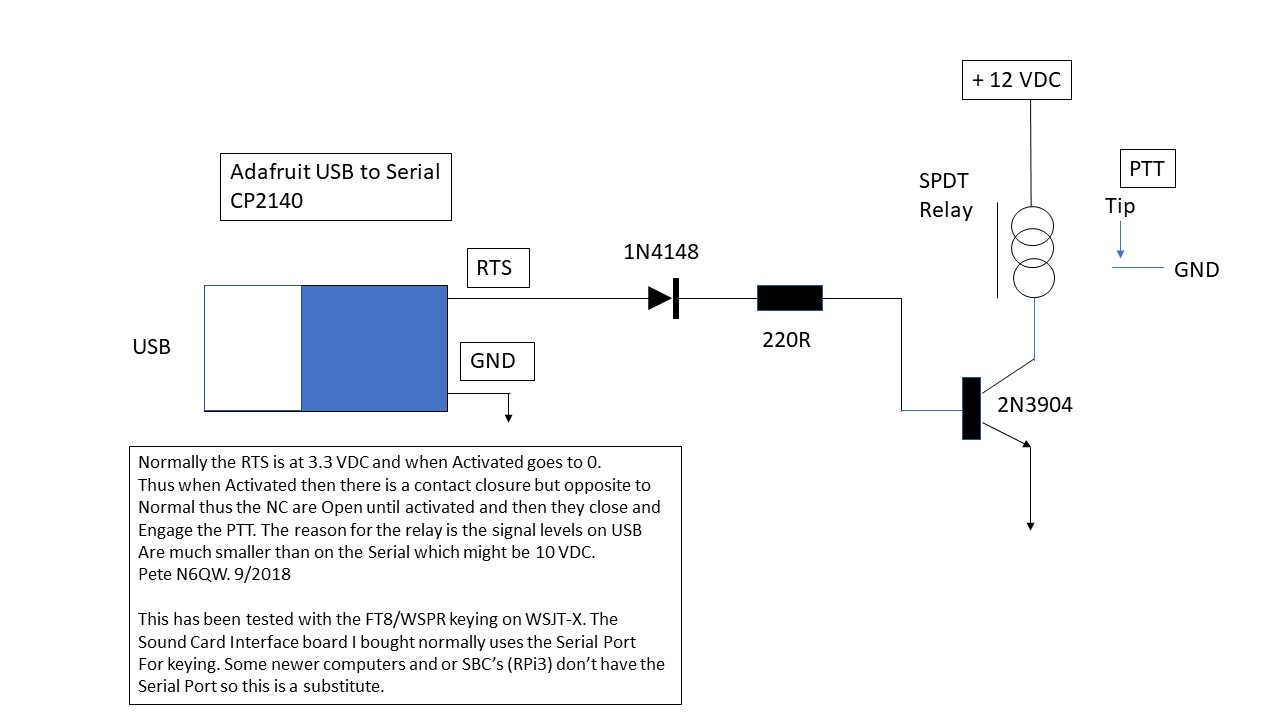 + 12 VDC
Adafruit USB to Serial
CP2140
PTT
SPDT
Relay
Tip
1N4148
RTS
GND
220R
USB
GND
2N3904
Normally the RTS is at 3.3 VDC and when Activated goes to 0.
Thus when Activated then there is a contact closure but opposite to
Normal thus the NC are Open until activated and then they close and
Engage the PTT. The reason for the relay is the signal levels on USB
Are much smaller than on the Serial which might be 10 VDC.
Pete N6QW. 9/2018
This has been tested with the FT8/WSPR keying on WSJT-X. The
Sound Card Interface board I bought normally uses the Serial Port
For keying. Some newer computers and or SBC's (RPi3) don't have the
Serial Port so this is a substitute.